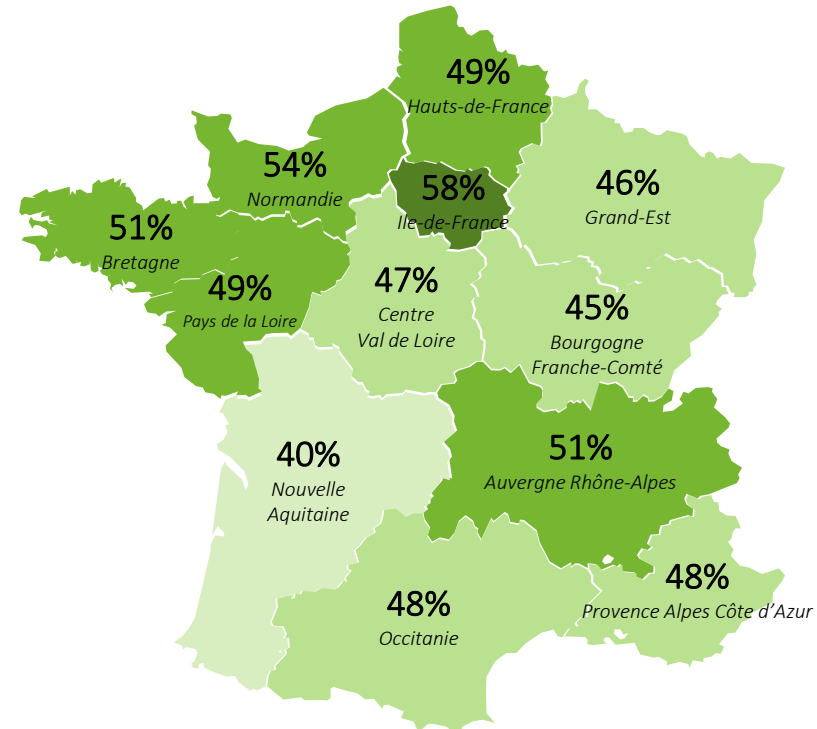 49%
Hauts-de-France
54%
Normandie
58%
Ile-de-France
46%
Grand-Est
51%
Bretagne
49%
Pays de la Loire
47%
Centre
Val de Loire
45%
Bourgogne
Franche-Comté
40%
Nouvelle
Aquitaine
51%
Auvergne Rhône-Alpes
48%
Occitanie
48%
Provence Alpes Côte d’Azur